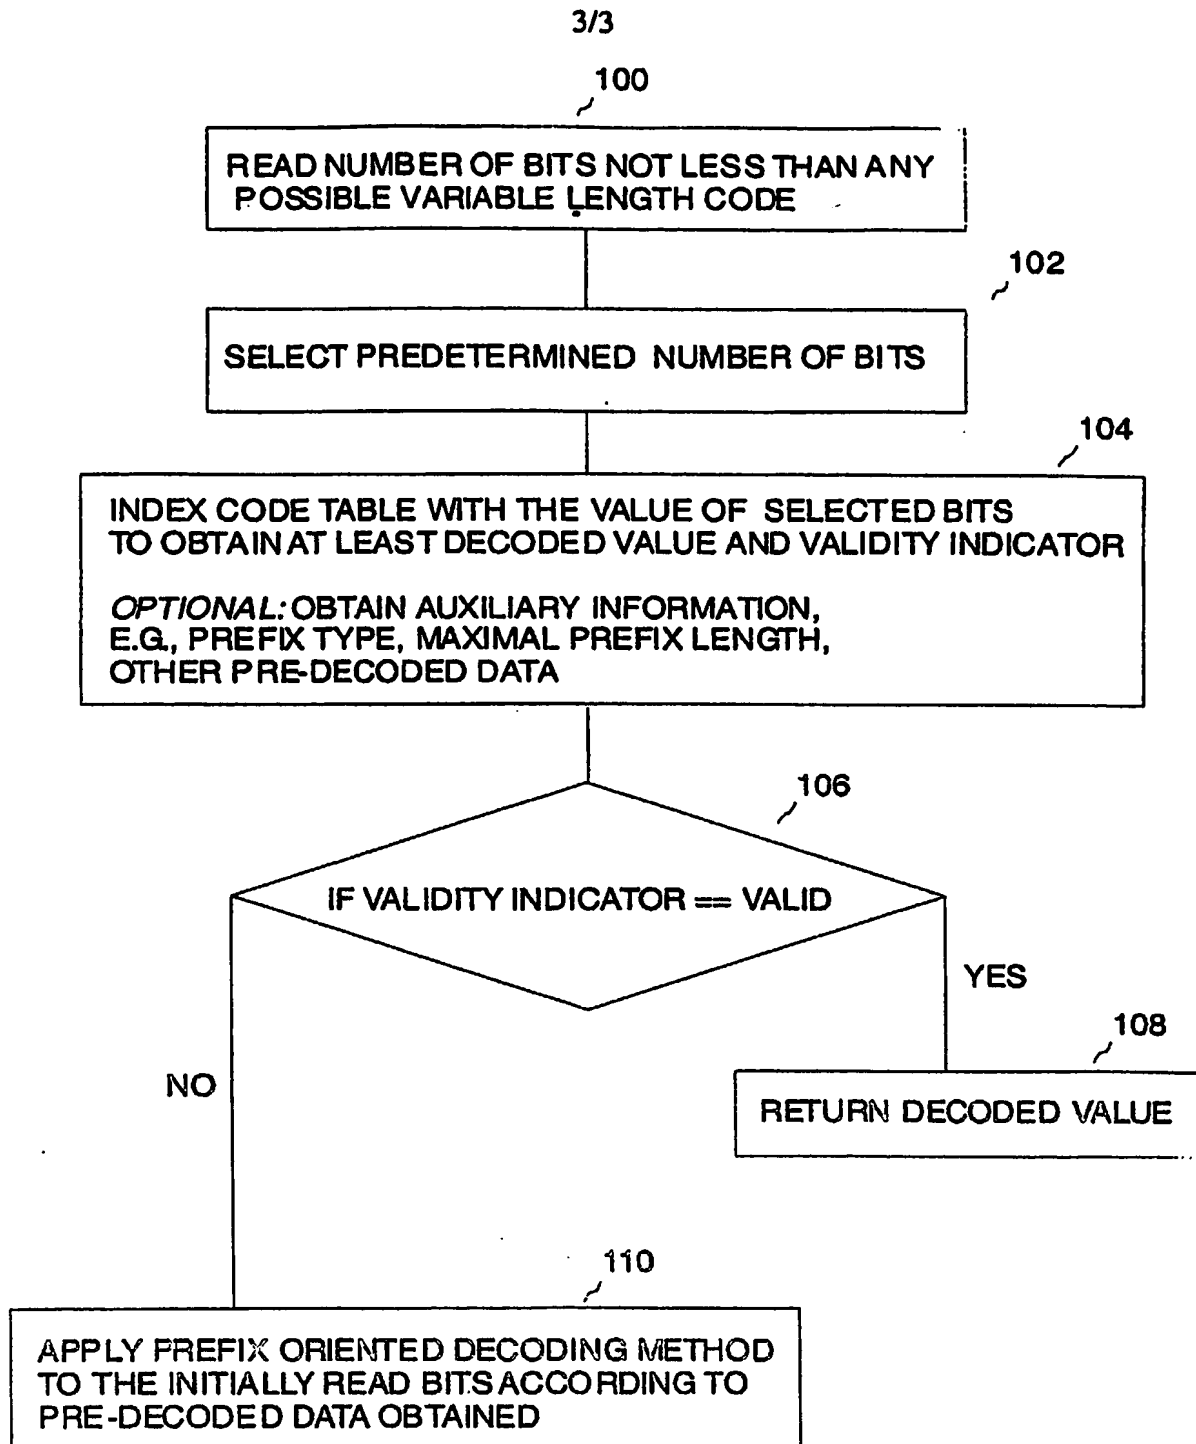 3/3
100
READ NUMBER OF BITS NOT LESS THAN ANY
POSSIBLE VARIABLE LENGTH CODE
102
SELECT PREDETERMINED NUMBER OF BITS
104
INDEX CODE TABLE WITH THE VALUE OF SELECTED BITS
TO OBTAIN AT LEAST DECODED VALUE AND VALIDITY INDICATOR
OPTIONAL: OBTAIN AUXILIARY INFORMATION,
E.G., PREFIX TYPE, MAXIMAL PREFIX LENGTH,
OTHER PRE-DECODED DATA
106
IF VALIDITY INDICATOR == VALID
YES
108
NO
RETURN DECODED VALUE
110
APPLY PREFIX ORIENTED DECODING METHOD
TO THE INITIALLY READ BITS ACCORDING TO
PRE-DECODED DATA OBTAINED